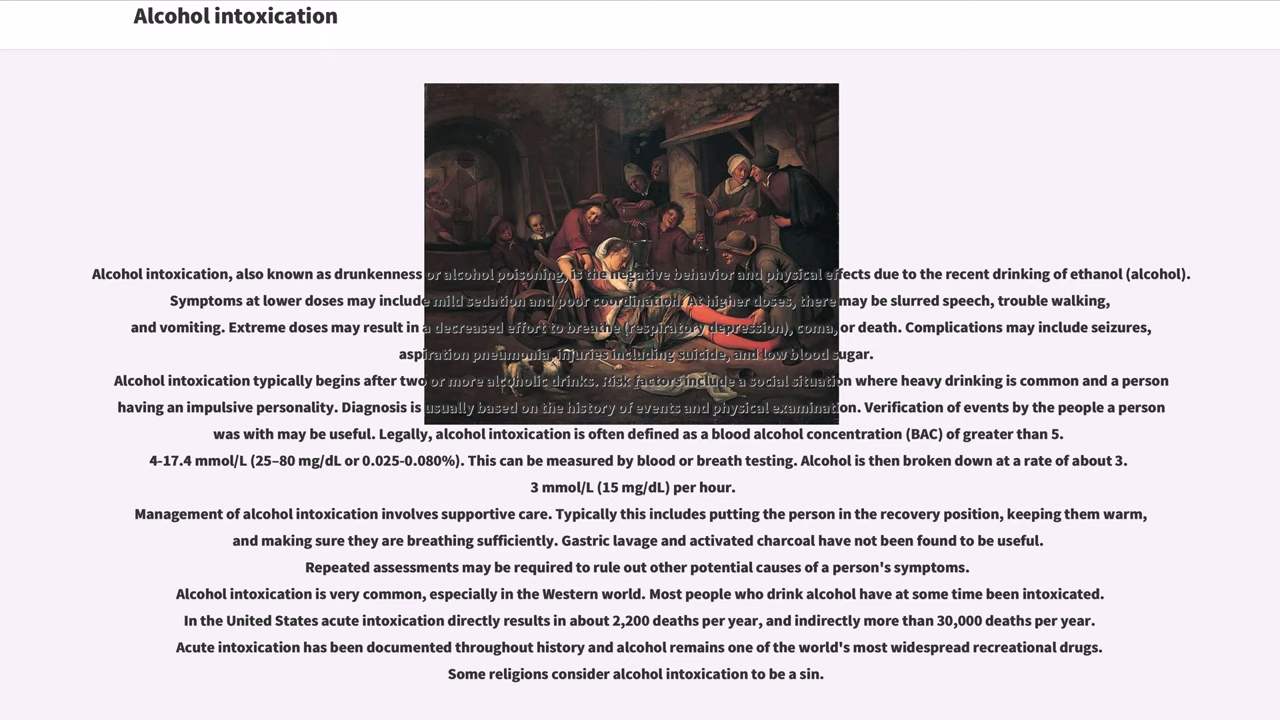 Alcohol intoxication
Alcohol intoxication, also known as drunkenness or alcohol poisoning, is the negative behavior and physical effects due to the recent drinking of ethanol (alcohol).
Symptoms at lower doses may include mild sedation and poor coordination. At higher doses, there may be slurred speech, trouble walking,
and vomiting. Extreme doses may result in a decreased effort to breathe (respiratory depression), coma, or death. Complications may include seizures,
aspiration pneumonia, injuries including suicide, and low blood sugar.
Alcohol intoxication typically begins after two or more alcoholic drinks. Risk factors include a social situation where heavy drinking is common and a person
having an impulsive personality. Diagnosis is usually based on the history of events and physical examination. Verification of events by the people a person
was with may be useful. Legally, alcohol intoxication is often defined as a blood alcohol concentration (BAC) of greater than 5.
4-17.4 mmol/L (25–80 mg/dL or 0.025-0.080%). This can be measured by blood or breath testing. Alcohol is then broken down at a rate of about 3.
3 mmol/L (15 mg/dL) per hour.
Management of alcohol intoxication involves supportive care. Typically this includes putting the person in the recovery position, keeping them warm,
and making sure they are breathing sufficiently. Gastric lavage and activated charcoal have not been found to be useful.
Repeated assessments may be required to rule out other potential causes of a person's symptoms.
Alcohol intoxication is very common, especially in the Western world. Most people who drink alcohol have at some time been intoxicated.
In the United States acute intoxication directly results in about 2,200 deaths per year, and indirectly more than 30,000 deaths per year.
Acute intoxication has been documented throughout history and alcohol remains one of the world's most widespread recreational drugs.
Some religions consider alcohol intoxication to be a sin.